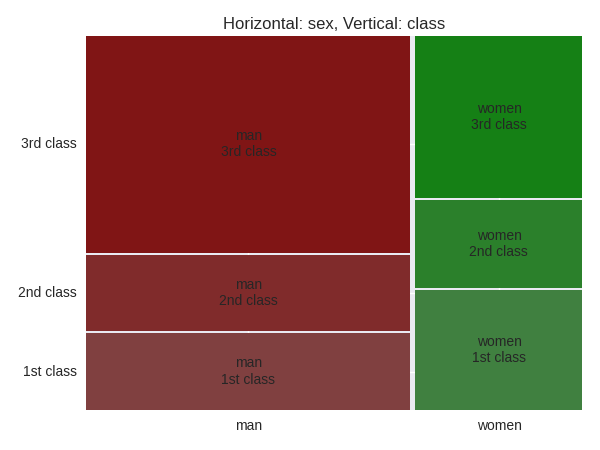 Horizontal: sex, Vertical: class
3rd class
2nd class
1st class
man
3rd class
man
2nd class
man
1st class
women
3rd class
women
2nd class
women
1st class
man
women